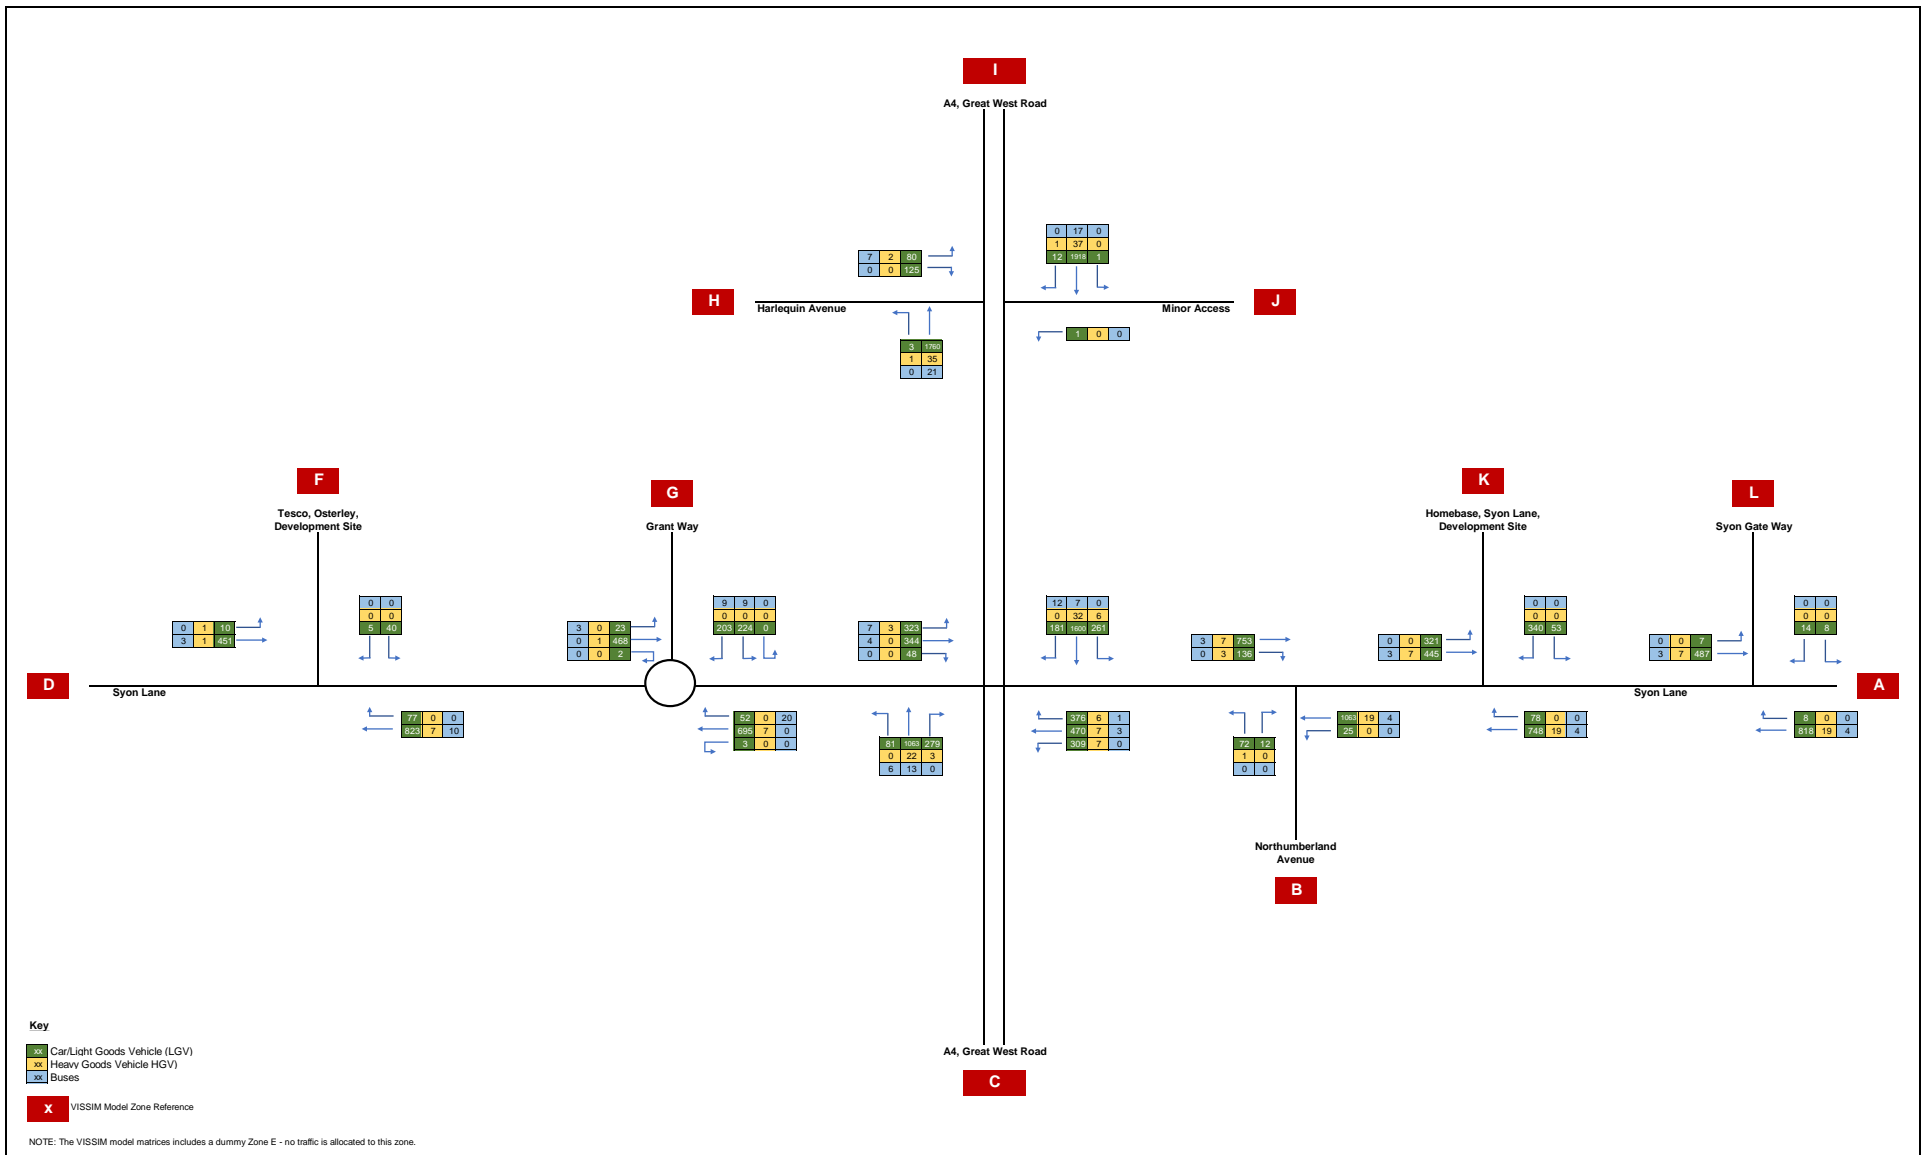 I
A4, Great West Road
0 17 0
1 37 0
12 1918 1
7 2 80
0 0 125
H
Harlequin Avenue
Minor Access
J
1 0 0
3 1760
1 35
0 21
F
Tesco, Osterley,
Development Site
G
Grant Way
K
Homebase, Syon Lane,
Development Site
L
Syon Gate Way
0 1 10
3 1 451
0 0
0 0
5 40
3 0 23
0 1 468
0 0 2
9 9 0
0 0 0
203 224 0
7 3 323
4 0 344
0 0 48
12 7 0
0 32 6
181 1600 261
3 7 753
0 3 136
0 0 321
3 7 445
0 0
0 0
340 53
0 0 7
3 7 487
0 0
0 0
14 8
D
Syon Lane
Syon Lane
A
77 0 0
823 7 10
52 0 20
695 7 0
3 0 0
81 1063 279
0 22 3
6 13 0
376 6 1
470 7 3
309 7 0
72 12
1 0
0 0
1063 19 4
25 0 0
78 0 0
748 19 4
8 0 0
818 19 4
Northumberland
Avenue
B
A4, Great West Road
C
Key
xx Car/Light Goods Vehicle (LGV)
xx Heavy Goods Vehicle HGV)
xx Buses
x VISSIM Model Zone Reference
NOTE: The VISSIM model matrices includes a dummy Zone E - no traffic is allocated to this zone.